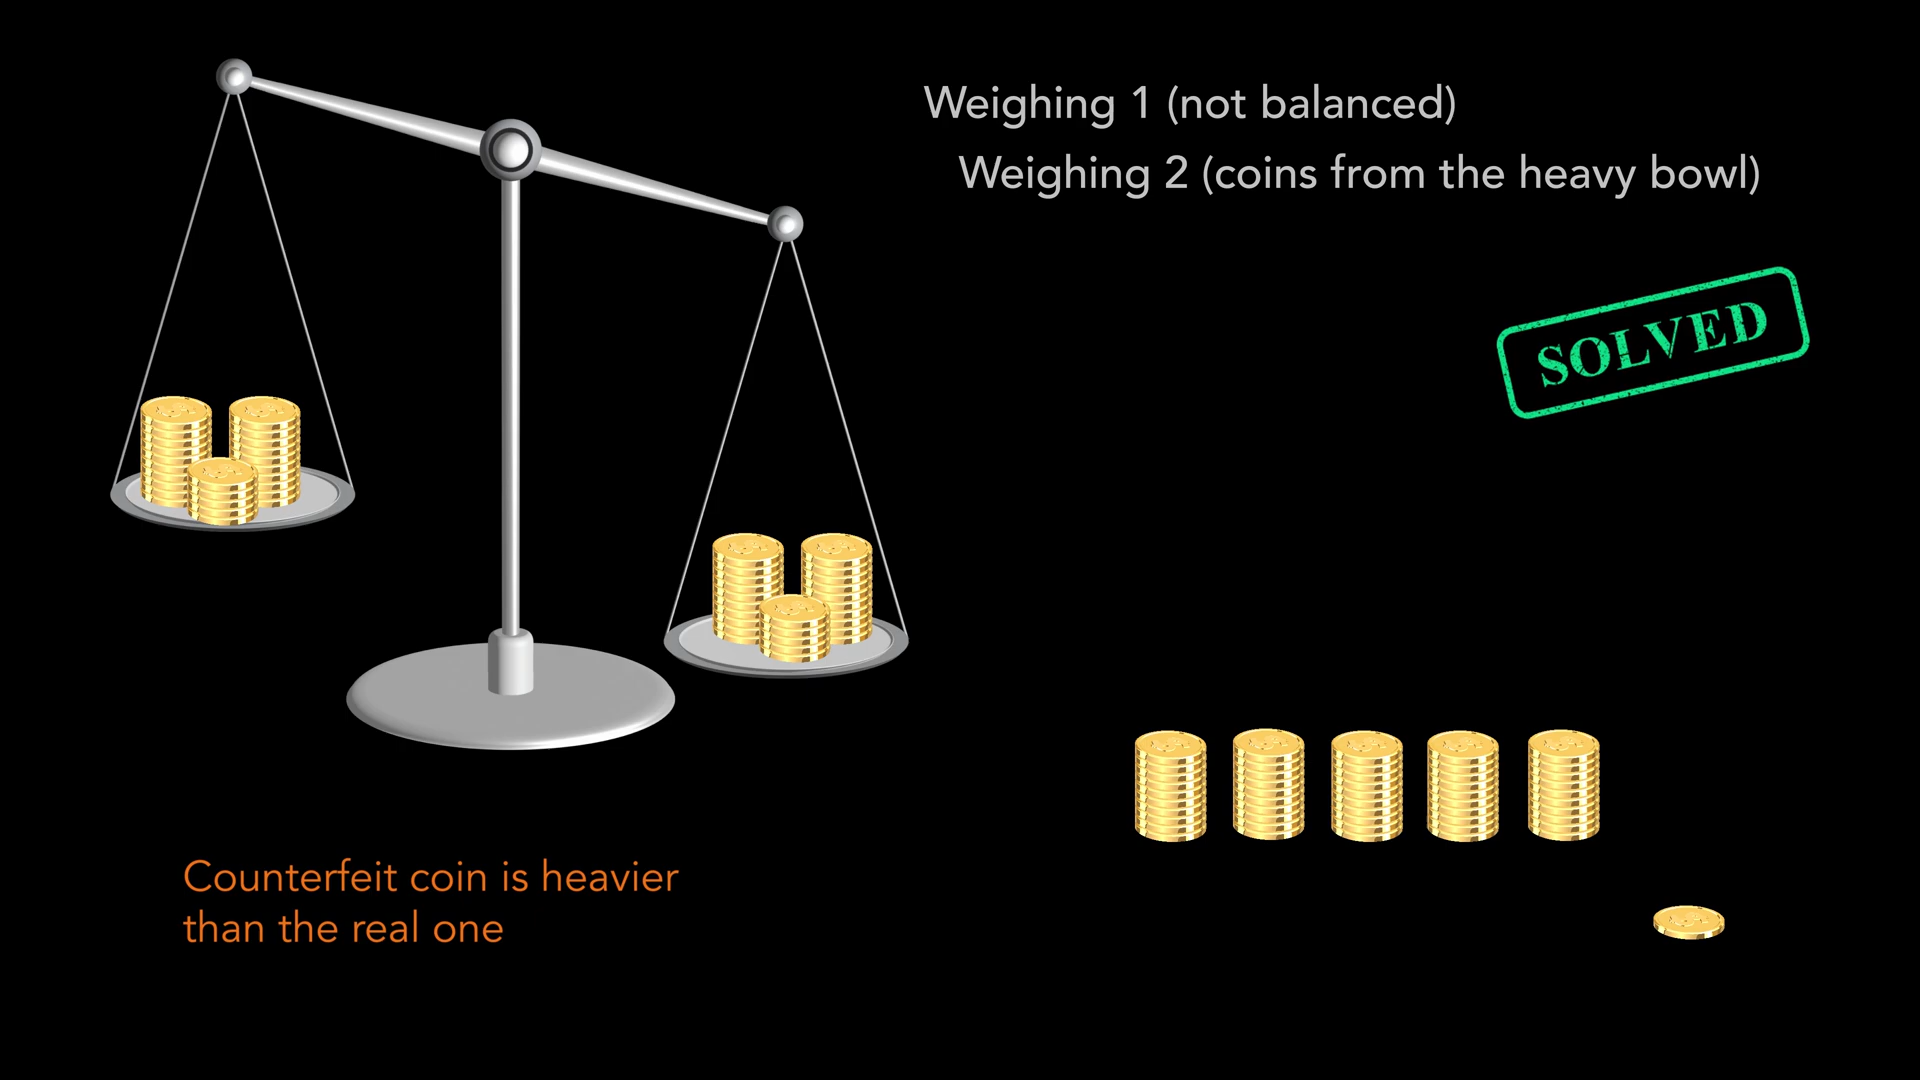 Weighing 1 (not balanced)
Weighing 2 (coins from the heavy bowl)
SOLVED
Counterfeit coin is heavier
than the real one